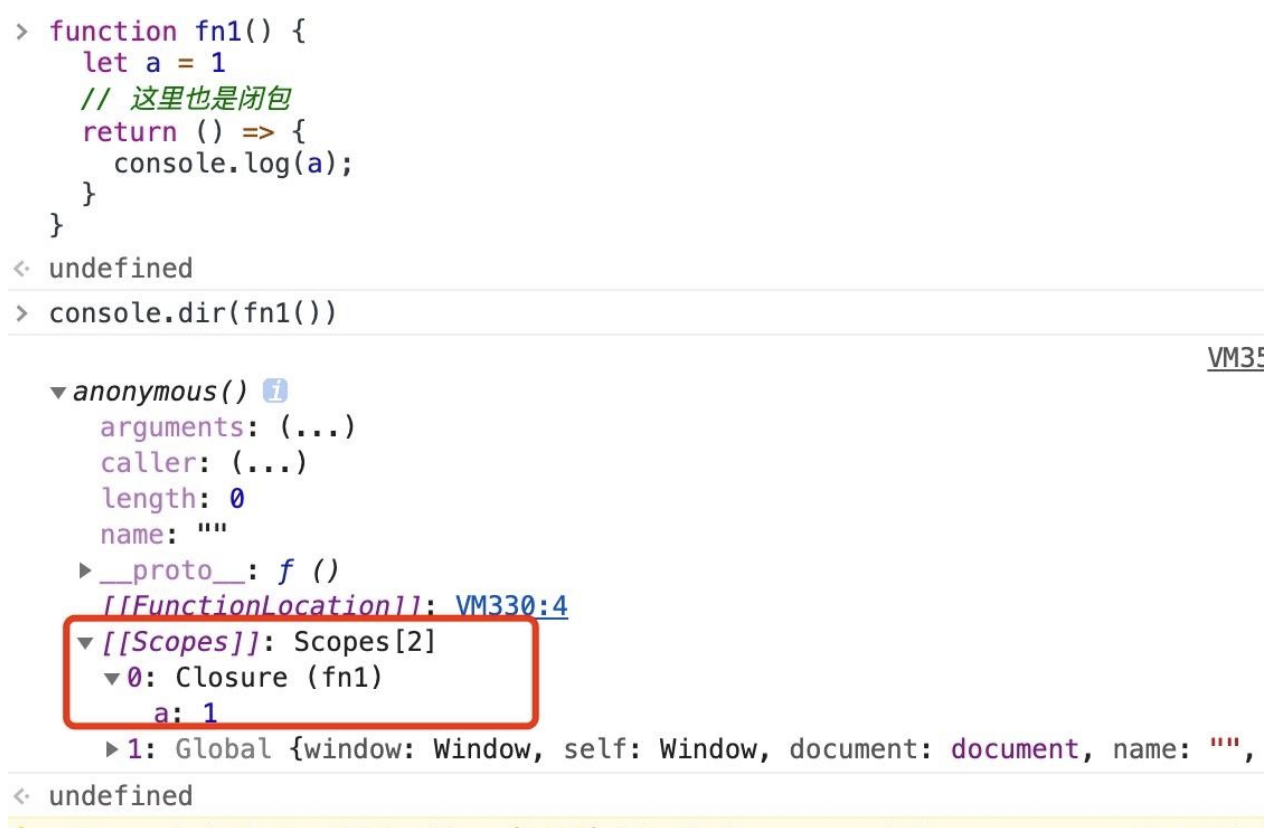 > function fn1() {
let a = 1
// 这里也是闭包
return () => {
console.log(a);
}
}
undefined
> console.dir(fn1())
VM35
▼anonymous() i
arguments: (...)
caller: (...)
length: 0
name: ""
▶__proto__: ƒ ()
[[FunctionLocation]]: VM330:4
▼[[Scopes]]: Scopes[2]
▼0: Closure (fn1)
a: 1
▶1: Global {window: Window, self: Window, document: document, name: "",
undefined